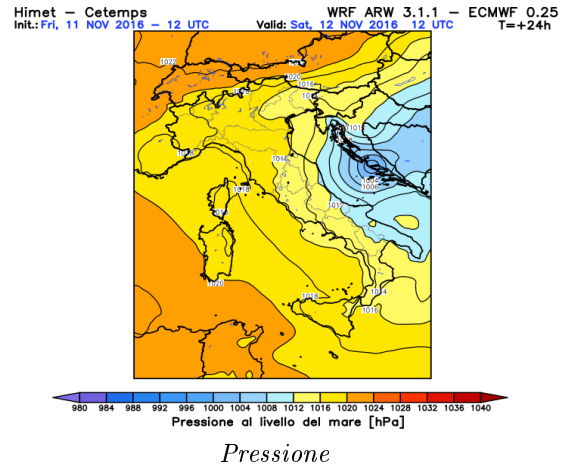 Himet – Cetemps WRF ARW 3.1.1 – ECMWF 0.25
Init.: Fri, 11 NOV 2016 – 12 UTC Valid: Sat, 12 NOV 2016 12 UTC T=+24h
1022
1020
1018
1016
1016
1018
1012
1004
1006
1020
1018
1014
1016
980 984 988 992 996 1000 1004 1008 1012 1016 1020 1024 1028 1032 1036 1040
Pressione al livello del mare [hPa]
Pressione